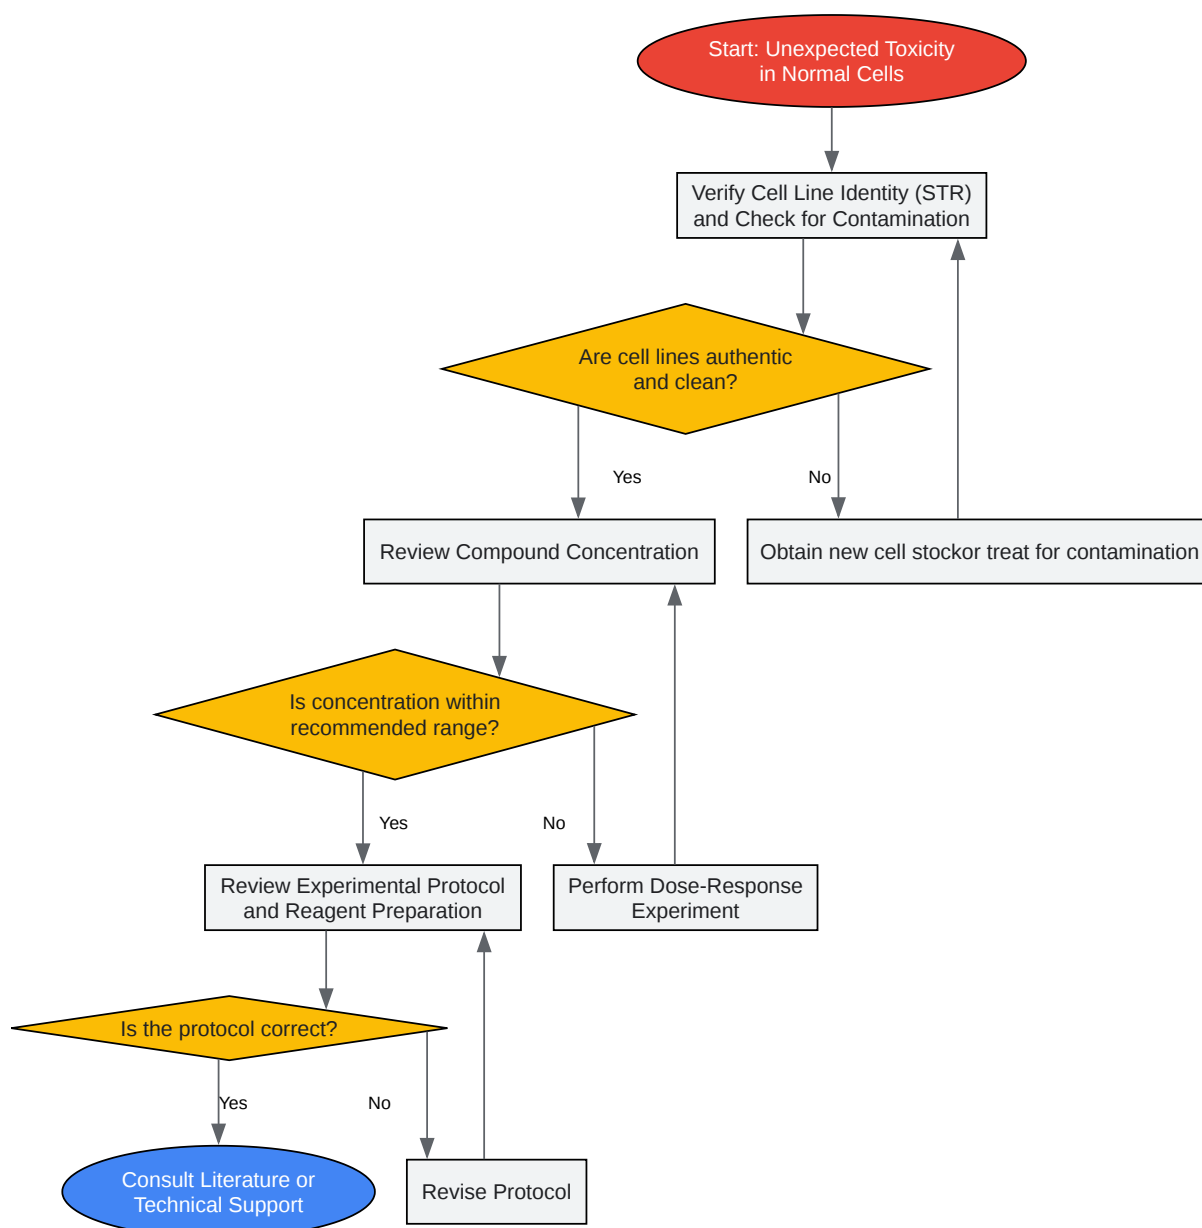 Start: Unexpected Toxicity
in Normal Cells
Verify Cell Line Identity (STR)
and Check for Contamination
Are cell lines authentic
and clean?
Yes
No
Review Compound Concentration
Obtain new cell stockor treat for contamination
Is concentration within
recommended range?
Yes
No
Review Experimental Protocol
and Reagent Preparation
Perform Dose-Response
Experiment
Is the protocol correct?
Yes
No
Consult Literature or
Technical Support
Revise Protocol